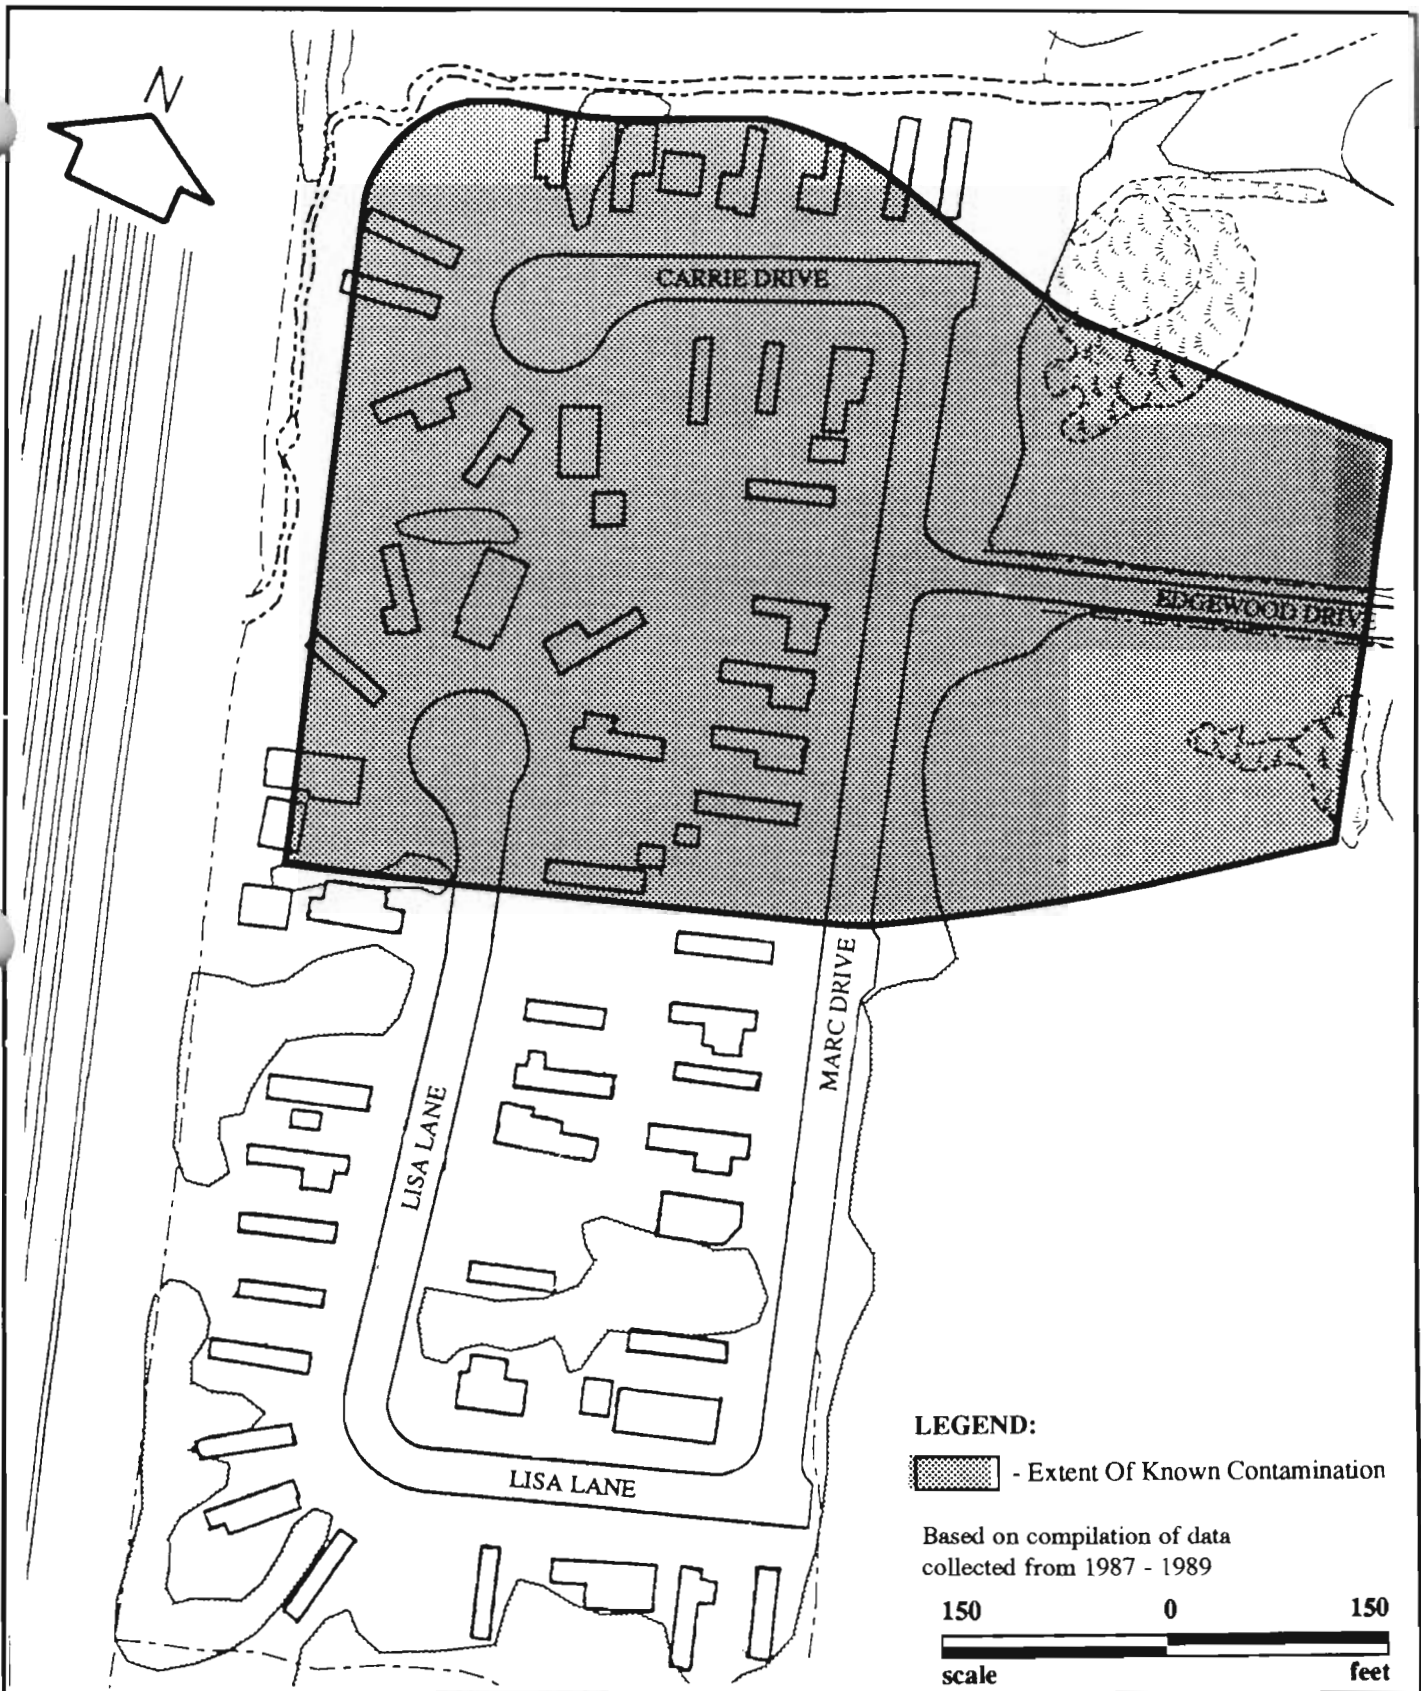 N
CARRIE DRIVE
EDGEWOOD DRIVE
MARC DRIVE
LISA LANE
LISA LANE
LEGEND:
- Extent Of Known Contamination
Based on compilation of data
collected from 1987 - 1989
150 0 150
scale feet